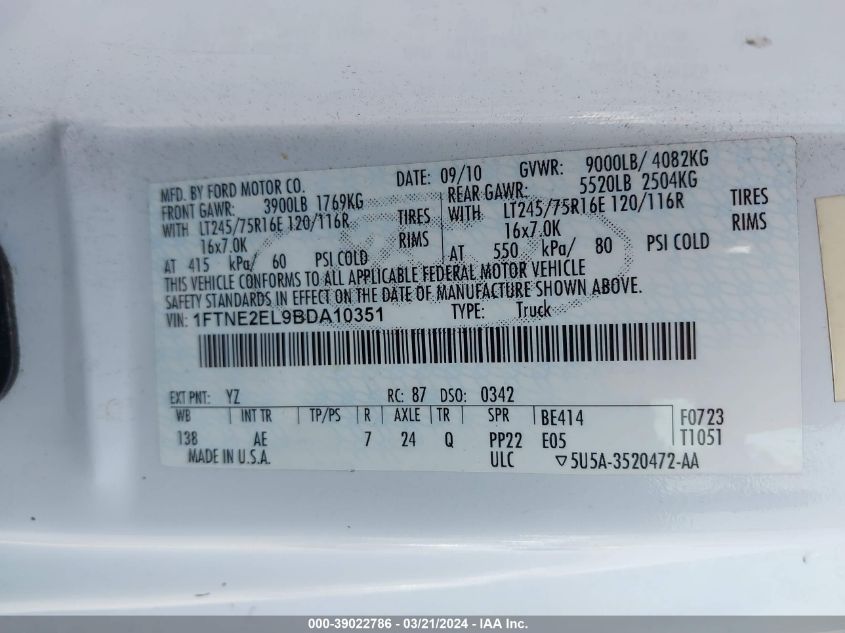 MFD. BY FORD MOTOR CO.
DATE: 09/10 GVWR: 9000LB/ 4082KG
FRONT GAWR: 3900LB 1769KG
REAR GAWR: 5520LB 2504KG
WITH LT245/75R16E 120/116R TIRES
WITH LT245/75R16E 120/116R TIRES
16x7.0K RIMS
16x7.0K RIMS
AT 415 kPa/ 60 PSI COLD
AT 550 kPa/ 80 PSI COLD
THIS VEHICLE CONFORMS TO ALL APPLICABLE FEDERAL MOTOR VEHICLE
SAFETY STANDARDS IN EFFECT ON THE DATE OF MANUFACTURE SHOWN ABOVE.
VIN: 1FTNE2EL9BDA10351 TYPE: Truck
EXT PNT: YZ RC: 87 DSO: 0342
WB INT TR TP/PS R AXLE TR SPR BE414 F0723
138 AE 7 24 Q PP22 E05 T1051
MADE IN U.S.A. ULC ▽5U5A-3520472-AA
000-39022786 - 03/21/2024 - IAAI.com